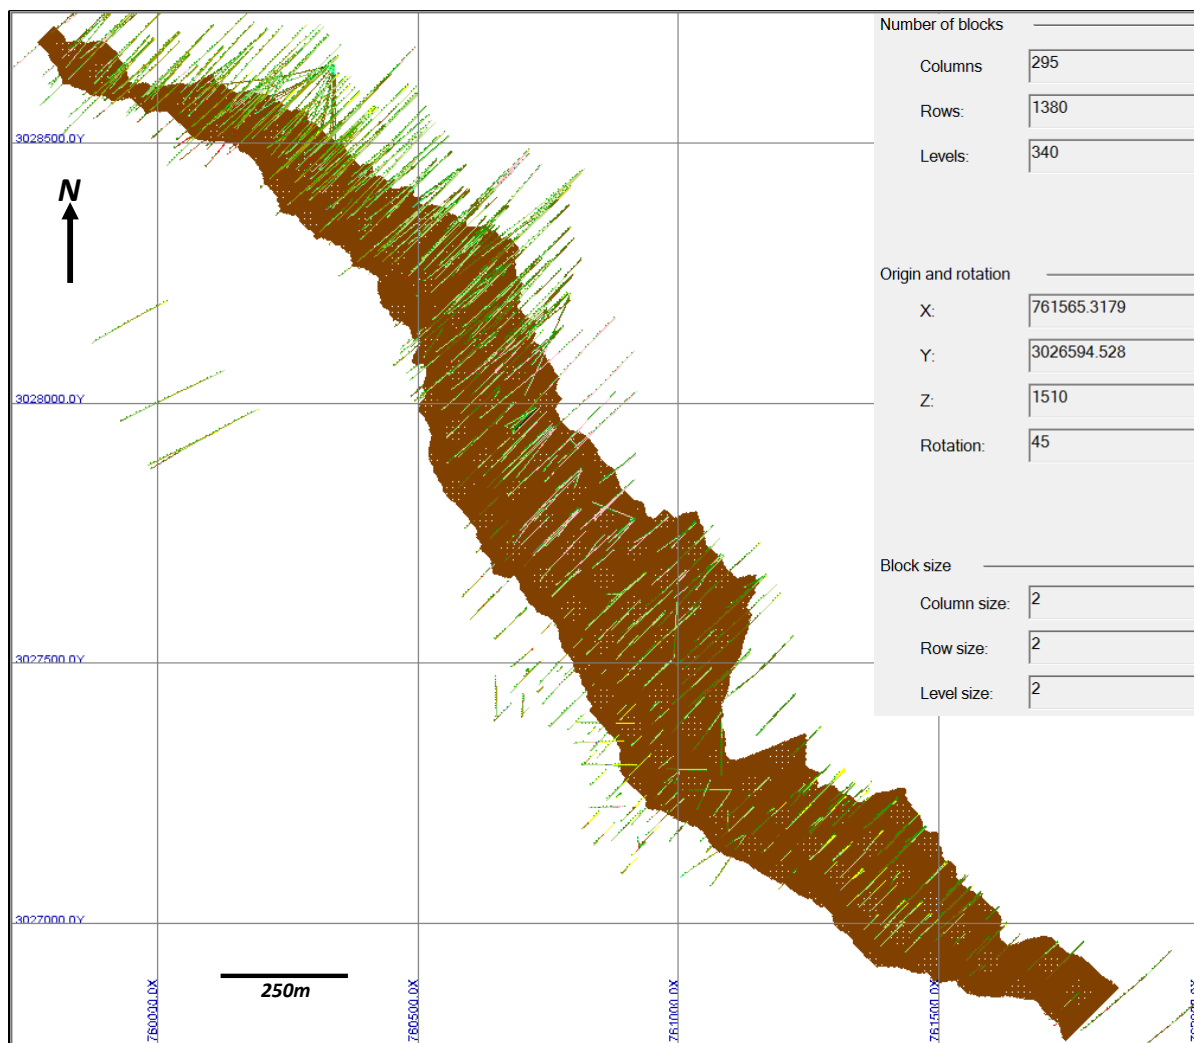 Number of blocks
Columns 295
Rows: 1380
Levels: 340
Origin and rotation
X: 761565.3179
Y: 3026594.528
Z: 1510
Rotation: 45
Block size
Column size: 2
Row size: 2
Level size: 2
3028500.0Y
N
3028000.0Y
3027500.0Y
3027000.0Y
250m
760000.0X
760500.0X
761000.0X
761500.0X